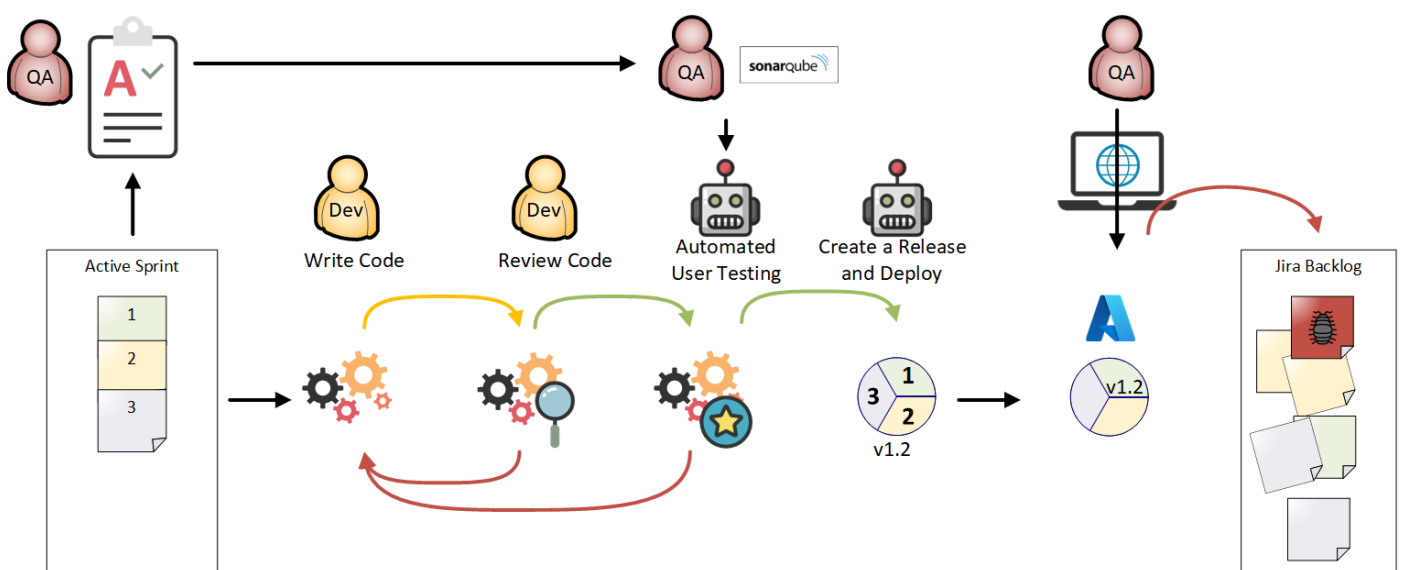 QA
A
QA
sonarqube
QA
Dev
Dev
Write Code
Review Code
Automated
User Testing
Create a Release
and Deploy
Active Sprint
1
2
3
Jira Backlog
1
3
2
v1.2
v1.2